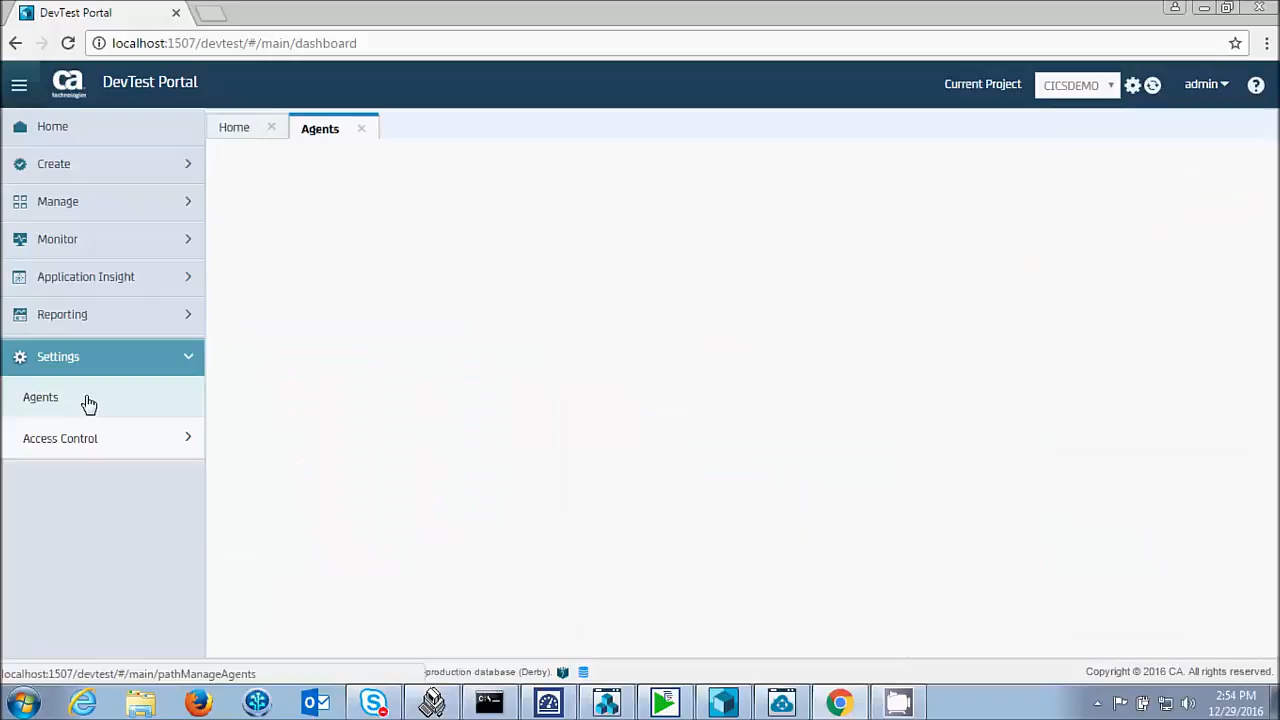 DevTest Portal
localhost:1507/devtest/#/main/dashboard
ca technologies
DevTest Portal
Current Project
CICSDEMO
admin
Home
Create
Manage
Monitor
Application Insight
Reporting
Settings
Agents
Access Control
Home
Agents
localhost:1507/devtest/#/main/pathManageAgents
production database (Derby).
Copyright © 2016 CA. All rights reserved.
2:54 PM
12/29/2016